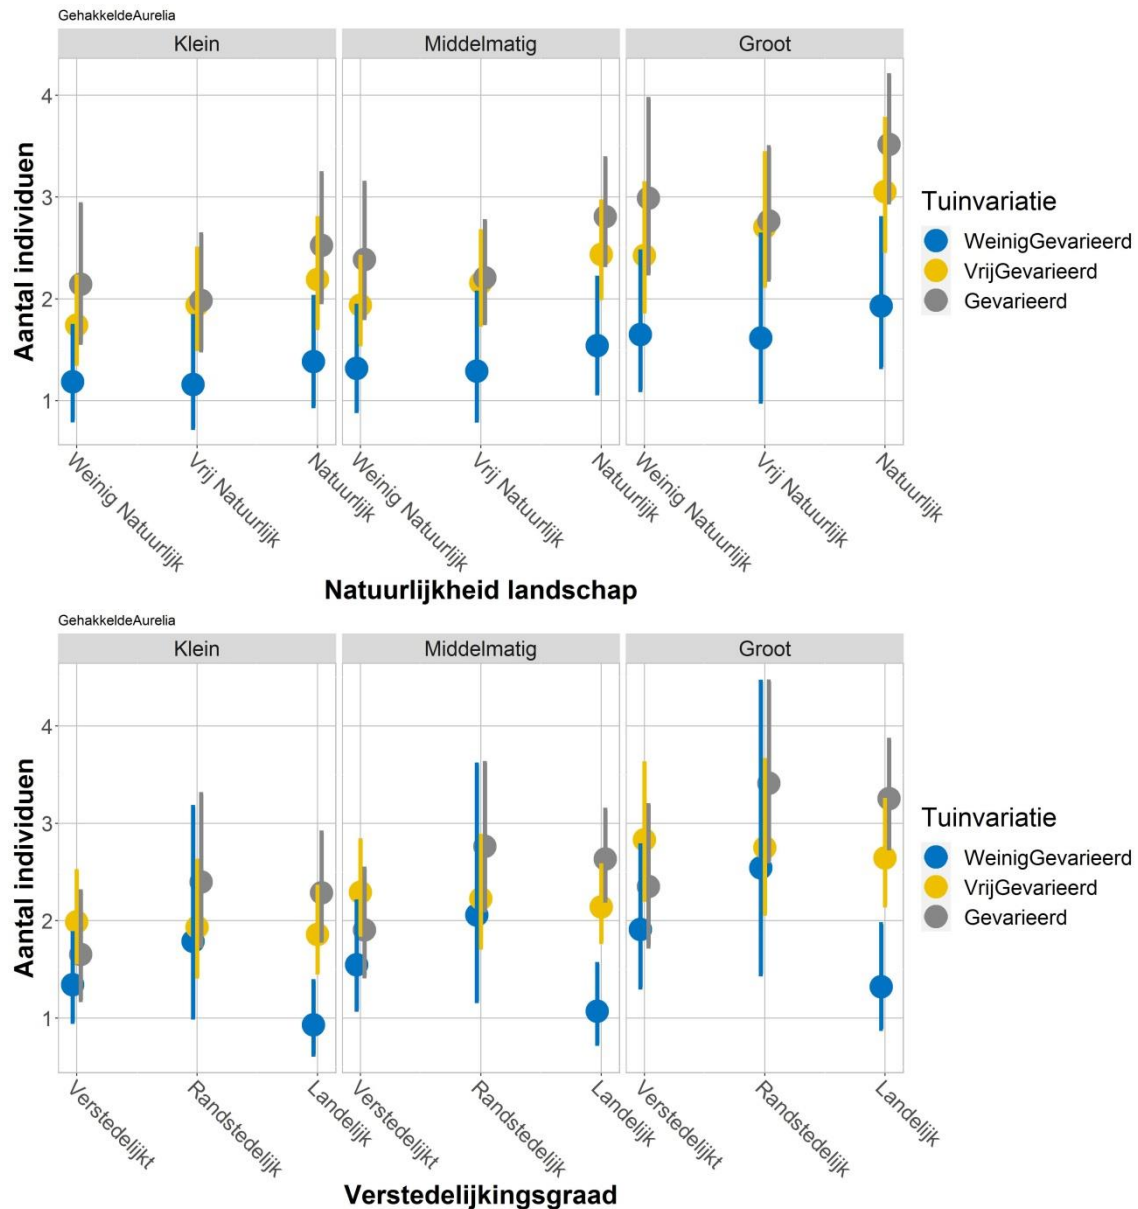 GehakkeldeAurelia
Klein Middelmatig Groot
4
3
2
1
Aantal individuen
Weinig Natuurlijk Vrij Natuurlijk Natuurlijk Weinig Natuurlijk Vrij Natuurlijk Natuurlijk Weinig Natuurlijk Vrij Natuurlijk Natuurlijk
Natuurlijkheid landschap
Tuinvariatie
WeinigGevarieerd
VrijGevarieerd
Gevarieerd
GehakkeldeAurelia
Klein Middelmatig Groot
4
3
2
1
Aantal individuen
Verstedelijkt Randstedelijk Landelijk Verstedelijkt Randstedelijk Landelijk Verstedelijkt Randstedelijk Landelijk
Verstedelijkingsgraad
Tuinvariatie
WeinigGevarieerd
VrijGevarieerd
Gevarieerd